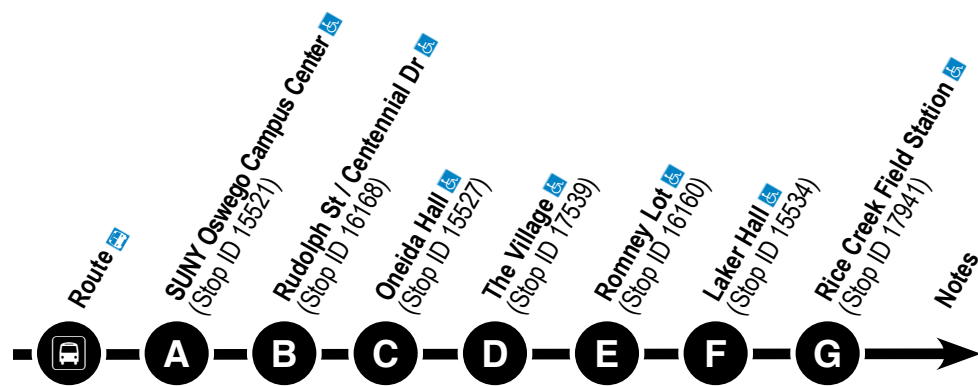 Route
SUNY Oswego Campus Center
(Stop ID 15521)
Rudolph St / Centennial Dr
(Stop ID 16168)
Oneida Hall
(Stop ID 15527)
The Village
(Stop ID 17539)
Romney Lot
(Stop ID 16160)
Laker Hall
(Stop ID 15534)
Rice Creek Field Station
(Stop ID 17941)
Notes
A
B
C
D
E
F
G